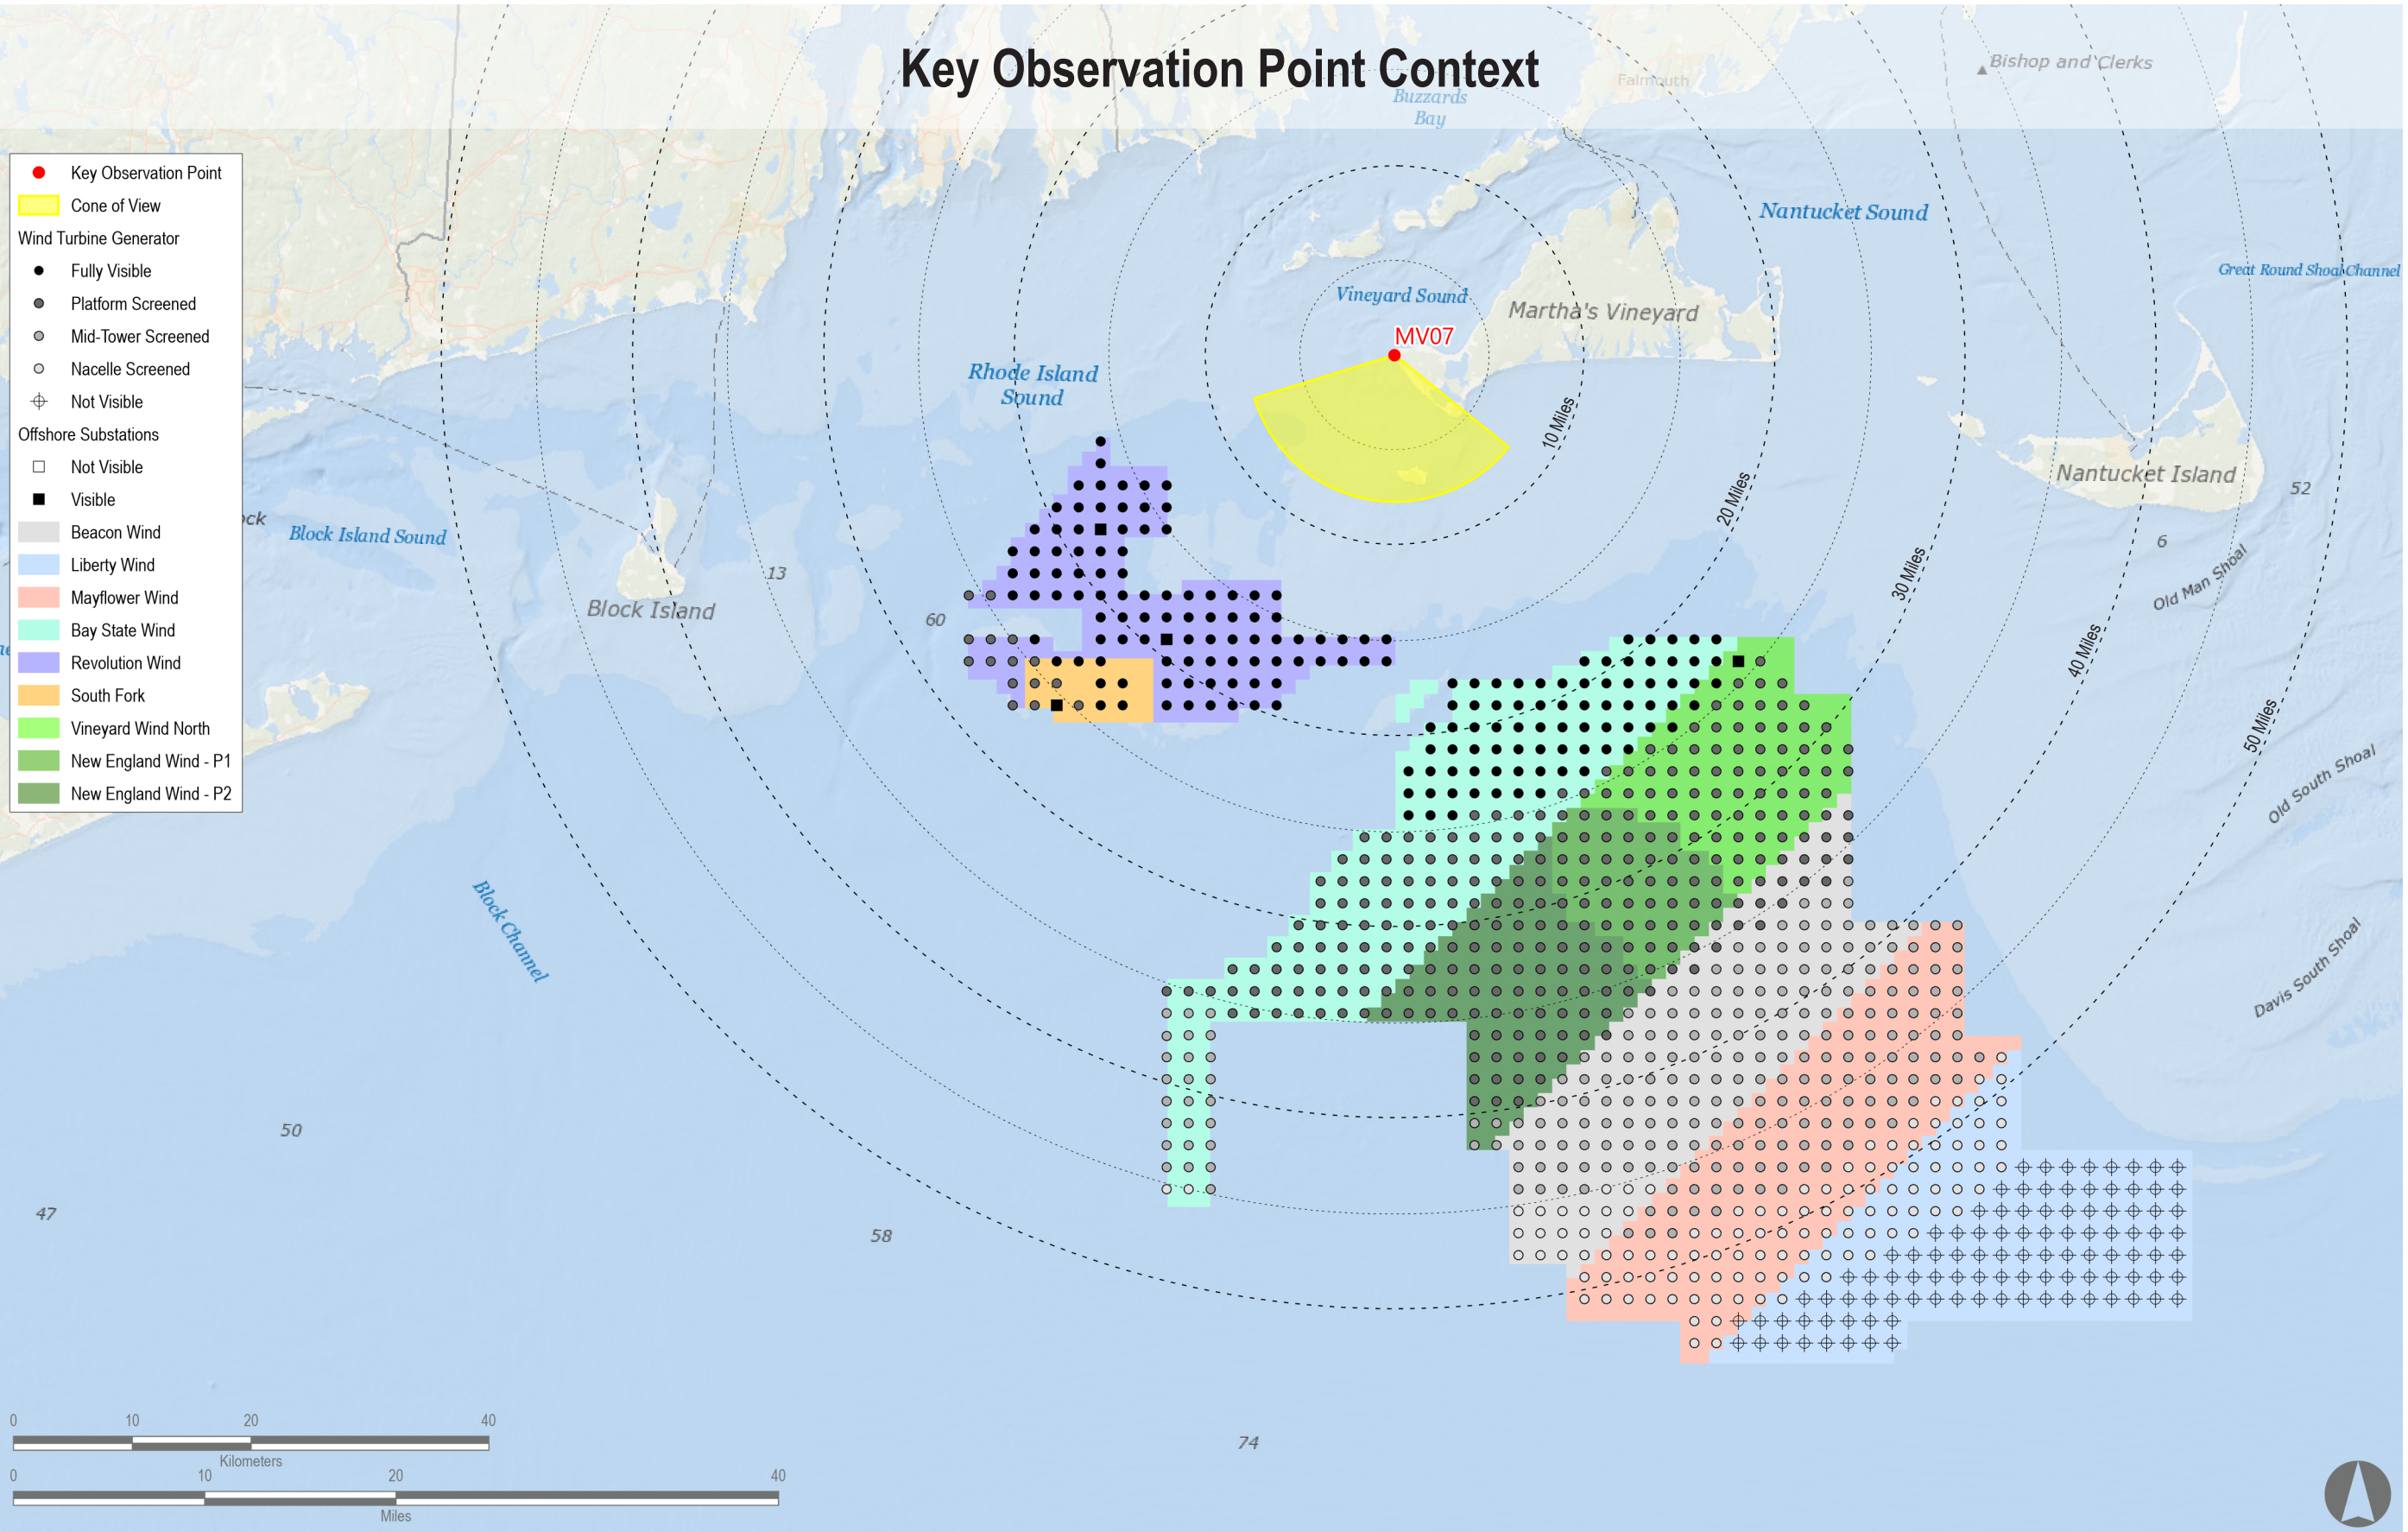 Key Observation Point Context
Bishop and Clerks
Falmouth
Buzzards
Bay
Key Observation Point
Cone of View
Wind Turbine Generator
Fully Visible
Platform Screened
Mid-Tower Screened
Nacelle Screened
Not Visible
Offshore Substations
Not Visible
Visible
Beacon Wind
Liberty Wind
Mayflower Wind
Bay State Wind
Revolution Wind
South Fork
Vineyard Wind North
New England Wind - P1
New England Wind - P2
Nantucket Sound
Great Round Shoal Channel
Vineyard Sound
Martha's Vineyard
MV07
Rhode Island
Sound
10 Miles
20 Miles
30 Miles
40 Miles
50 Miles
Nantucket Island
52
6
Old Man Shoal
ock
Block Island Sound
13
Block Island
60
Old South Shoal
Block Channel
Davis South Shoal
50
47
58
74
0 10 20 40
Kilometers
0 10 20 40
Miles